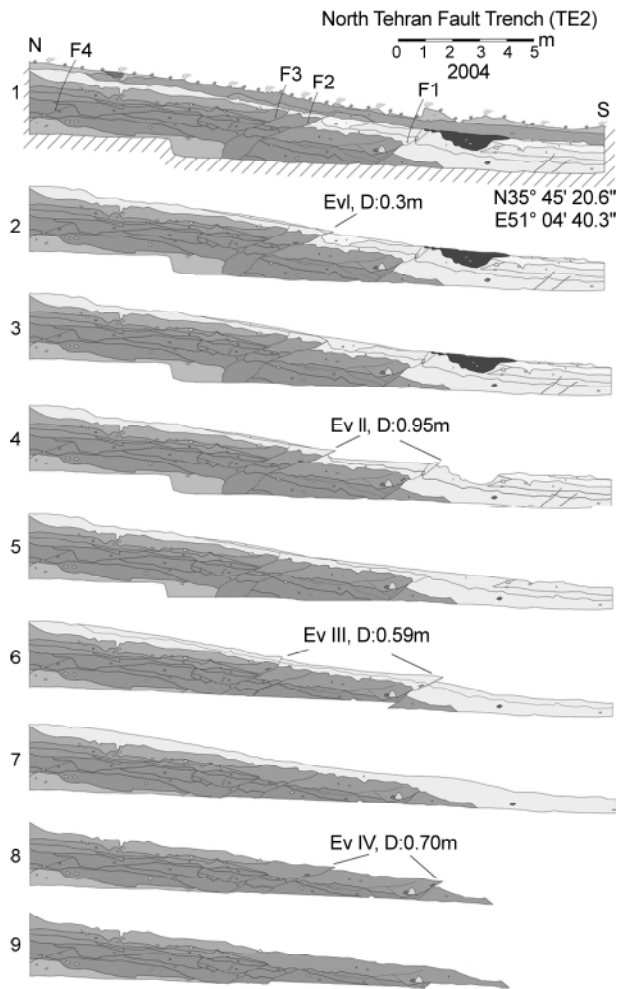 North Tehran Fault Trench (TE2)
0 1 2 3 4 5 m
2004
N
S
F4
F3
F2
F1
1
N35° 45' 20.6"
E51° 04' 40.3"
EvI, D:0.3m
2
3
Ev II, D:0.95m
4
5
Ev III, D:0.59m
6
7
Ev IV, D:0.70m
8
9